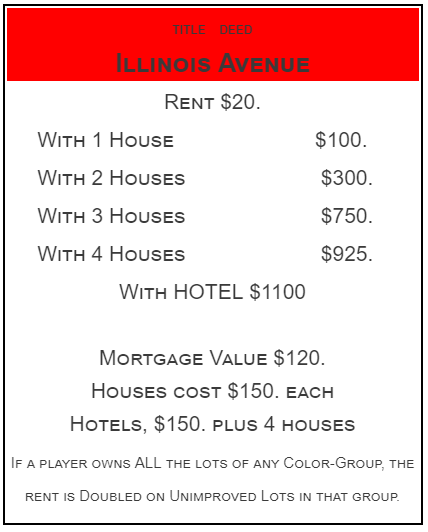 TITLE DEED
ILLINOIS AVENUE
RENT $20.
WITH 1 HOUSE $100.
WITH 2 HOUSES $300.
WITH 3 HOUSES $750.
WITH 4 HOUSES $925.
WITH HOTEL $1100
MORTGAGE VALUE $120.
HOUSES COST $150. EACH
HOTELS, $150. PLUS 4 HOUSES
IF A PLAYER OWNS ALL THE LOTS OF ANY COLOR-GROUP, THE
RENT IS DOUBLED ON UNIMPROVED LOTS IN THAT GROUP.